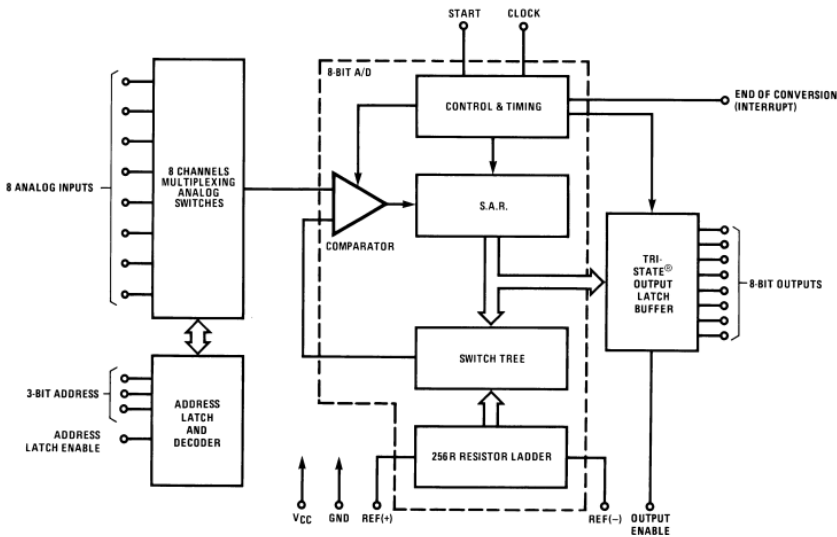 START
CLOCK
8-BIT A/D
CONTROL & TIMING
END OF CONVERSION
(INTERRUPT)
8 ANALOG INPUTS
8 CHANNELS
MULTIPLEXING
ANALOG
SWITCHES
S.A.R.
COMPARATOR
TRI-
STATE®
OUTPUT
LATCH
BUFFER
8-BIT OUTPUTS
SWITCH TREE
3-BIT ADDRESS
ADDRESS
LATCH ENABLE
ADDRESS
LATCH
AND
DECODER
256R RESISTOR LADDER
VCC
GND
REF(+)
REF(−)
OUTPUT
ENABLE